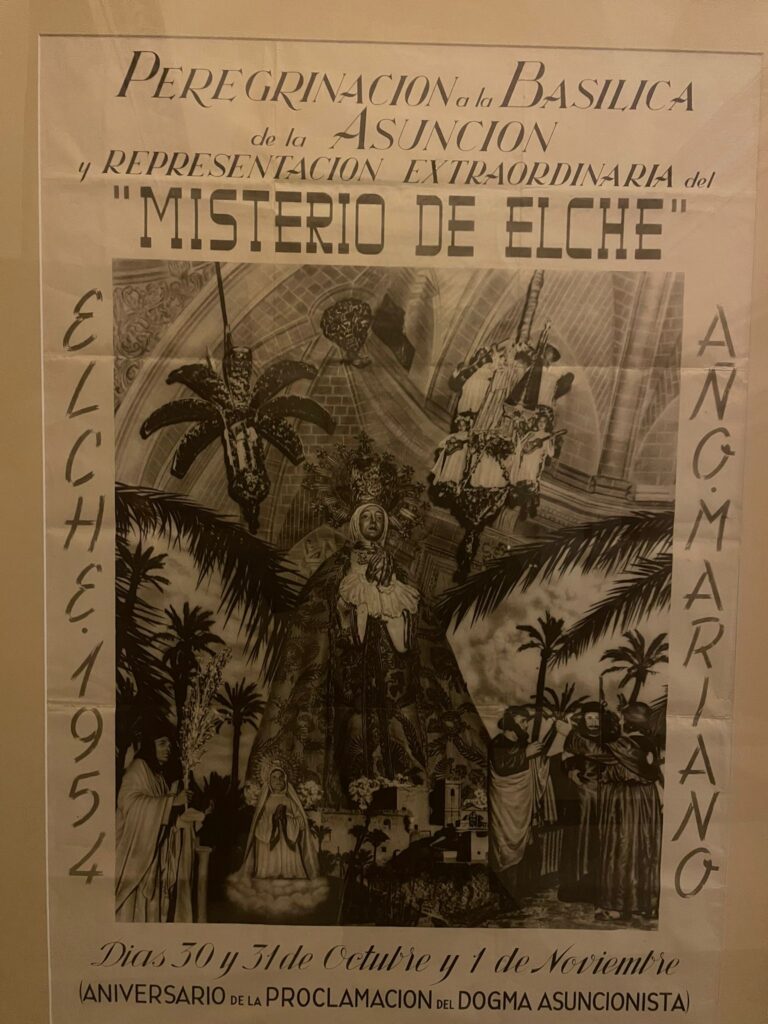 PEREGRINACION a la BASILICA
de la ASUNCION
y REPRESENTACION EXTRAORDINARIA del
"MISTERIO DE ELCHE"
ELCHE·1954
AÑO·MARIANO
Dias 30 y 31 de Octubre y 1 de Noviembre
(ANIVERSARIO DE LA PROCLAMACION DEL DOGMA ASUNCIONISTA)